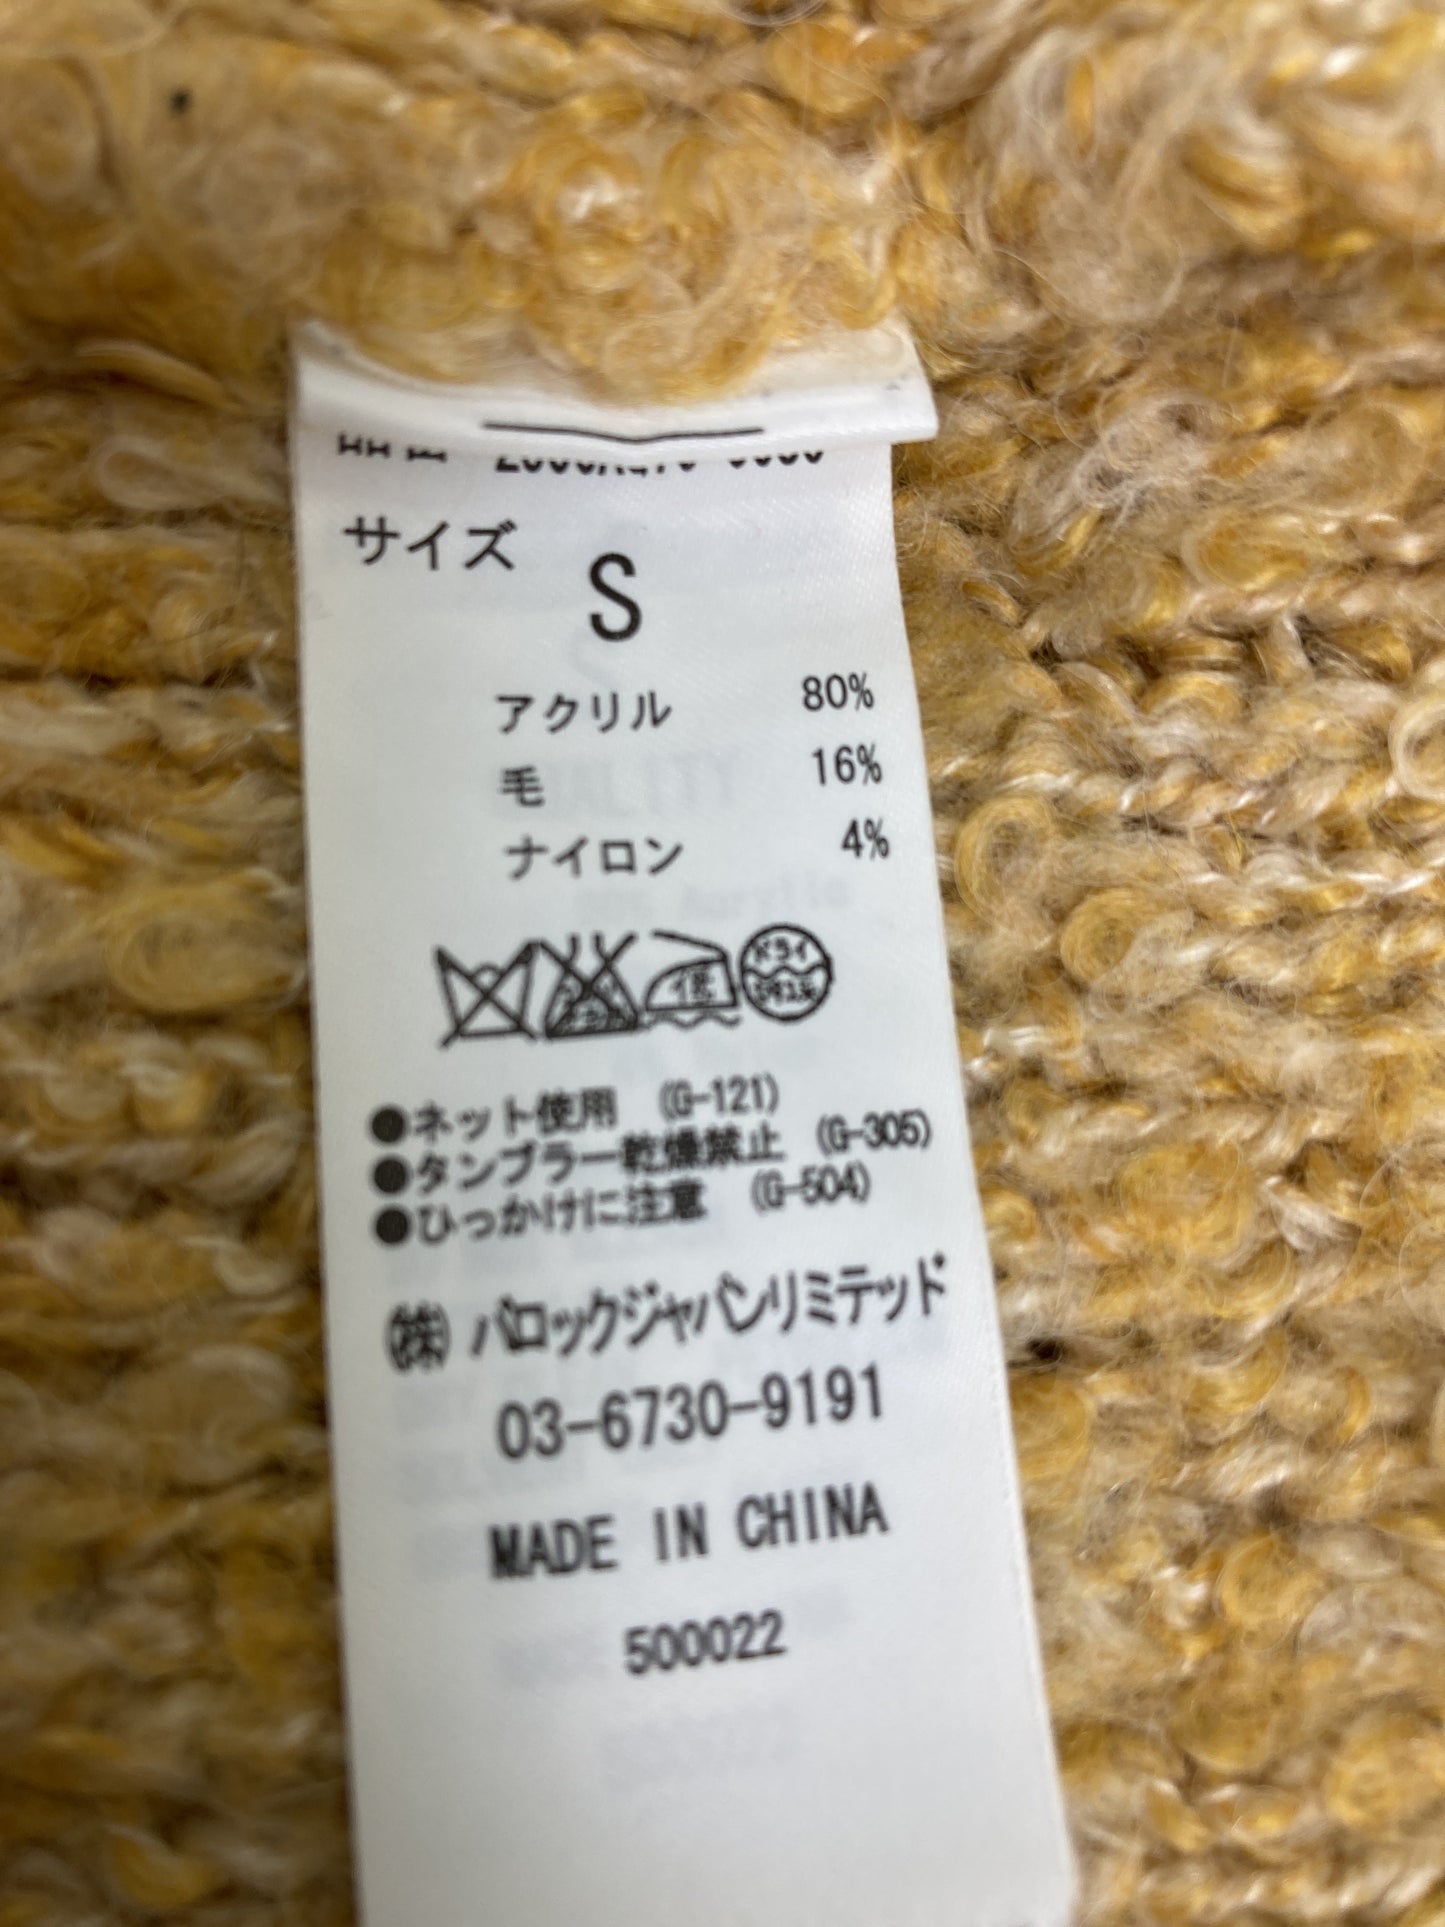 サイズ S
アクリル 80%
毛 16%
ナイロン 4%
ドライ
●ネット使用 (G-121)
●タンブラー乾燥禁止 (G-305)
●ひっかけに注意 (G-504)
(株) バロックジャパンリミテッド
03-6730-9191
MADE IN CHINA
500022